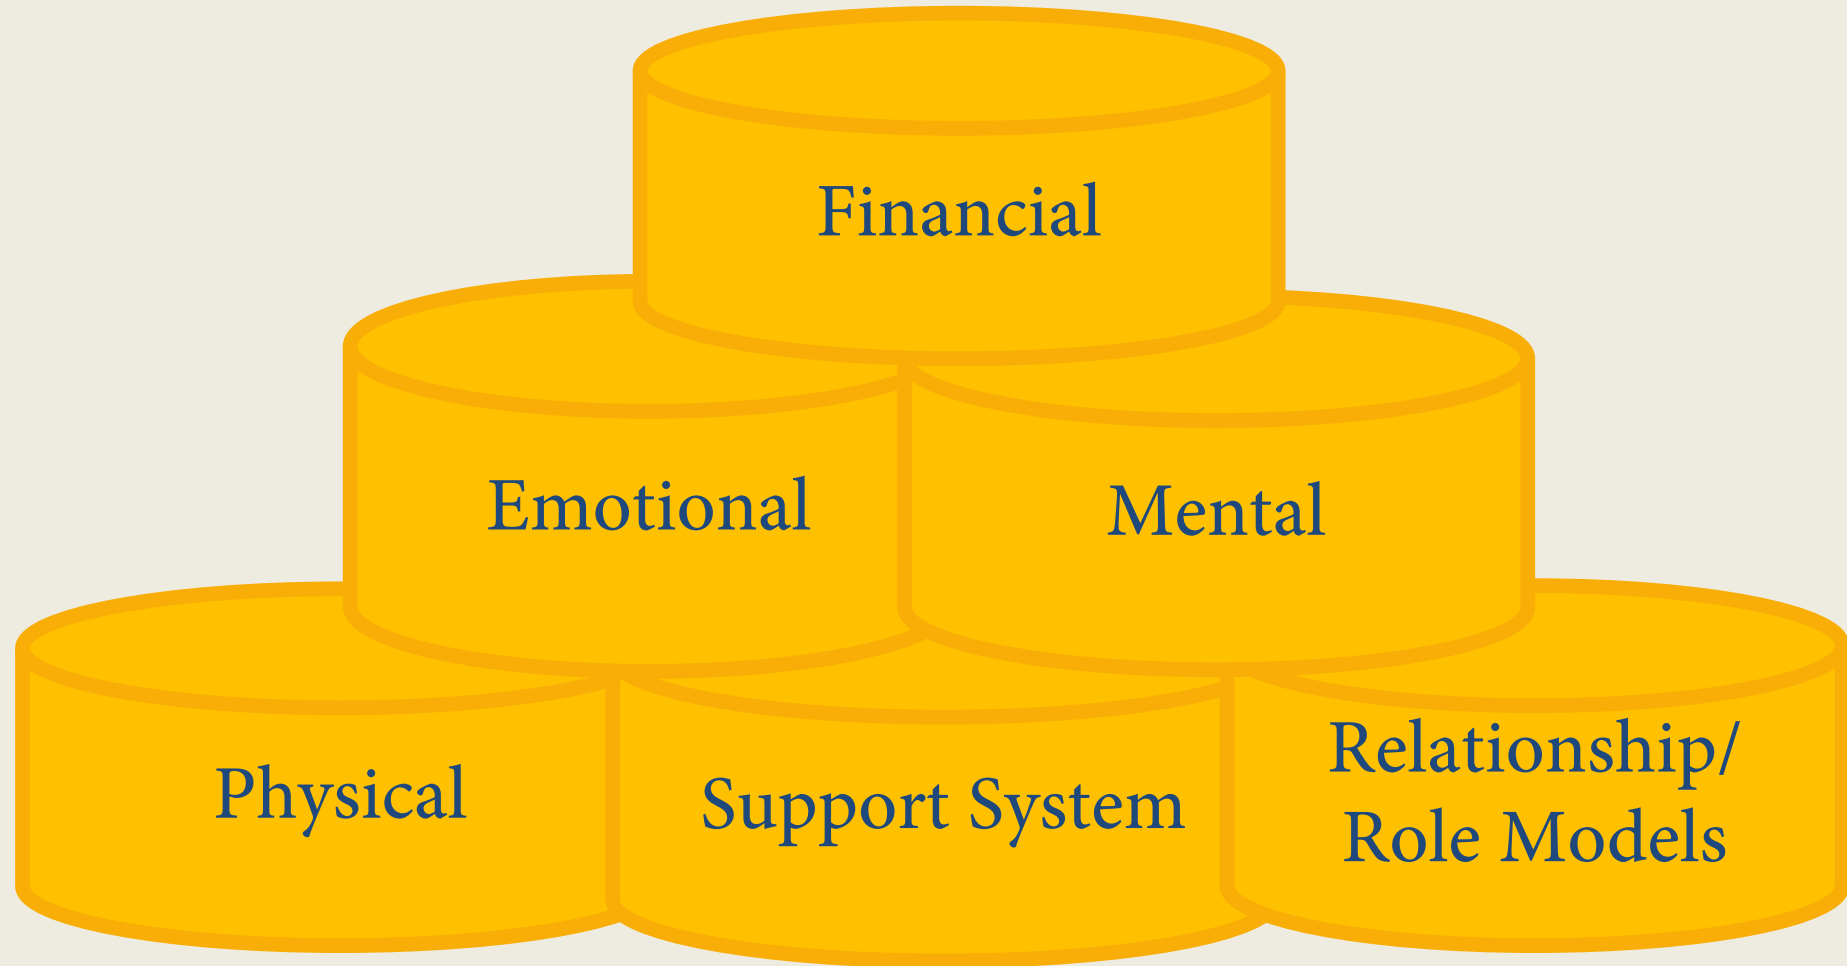 Financial
Emotional
Mental
Physical
Support System
Relationship/
Role Models